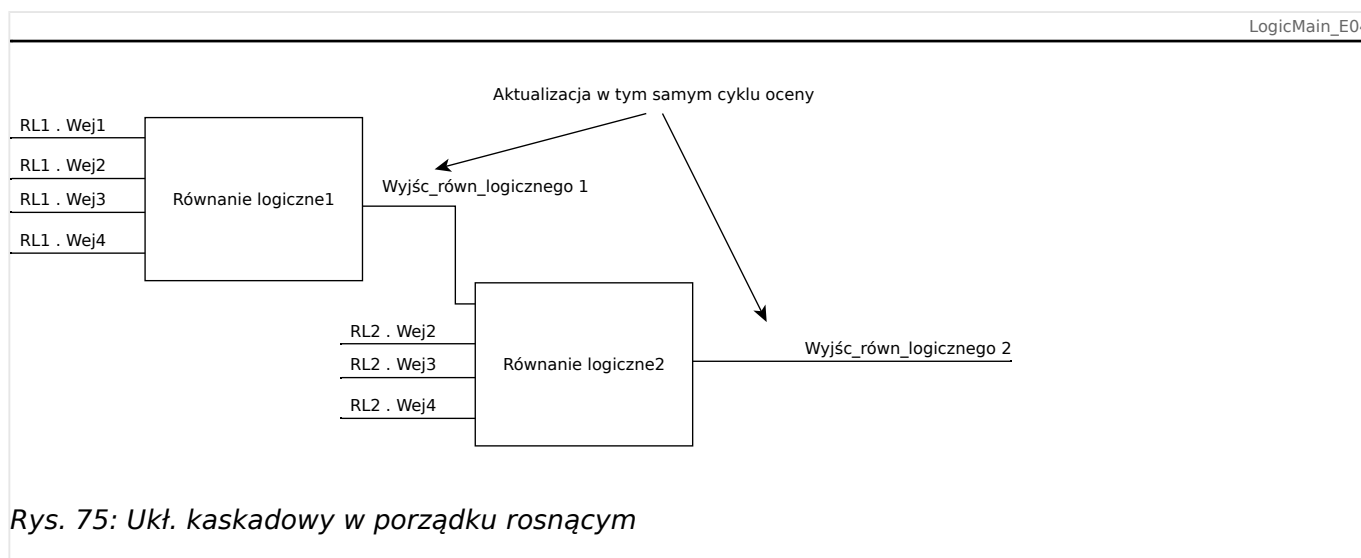 LogicMain_E04
Aktualizacja w tym samym cyklu oceny
RL1 . Wej1
RL1 . Wej2
RL1 . Wej3
RL1 . Wej4
Równanie logiczne1
Wyjśc_równ_logicznego 1
RL2 . Wej2
RL2 . Wej3
RL2 . Wej4
Równanie logiczne2
Wyjśc_równ_logicznego 2
Rys. 75: Ukł. kaskadowy w porządku rosnącym